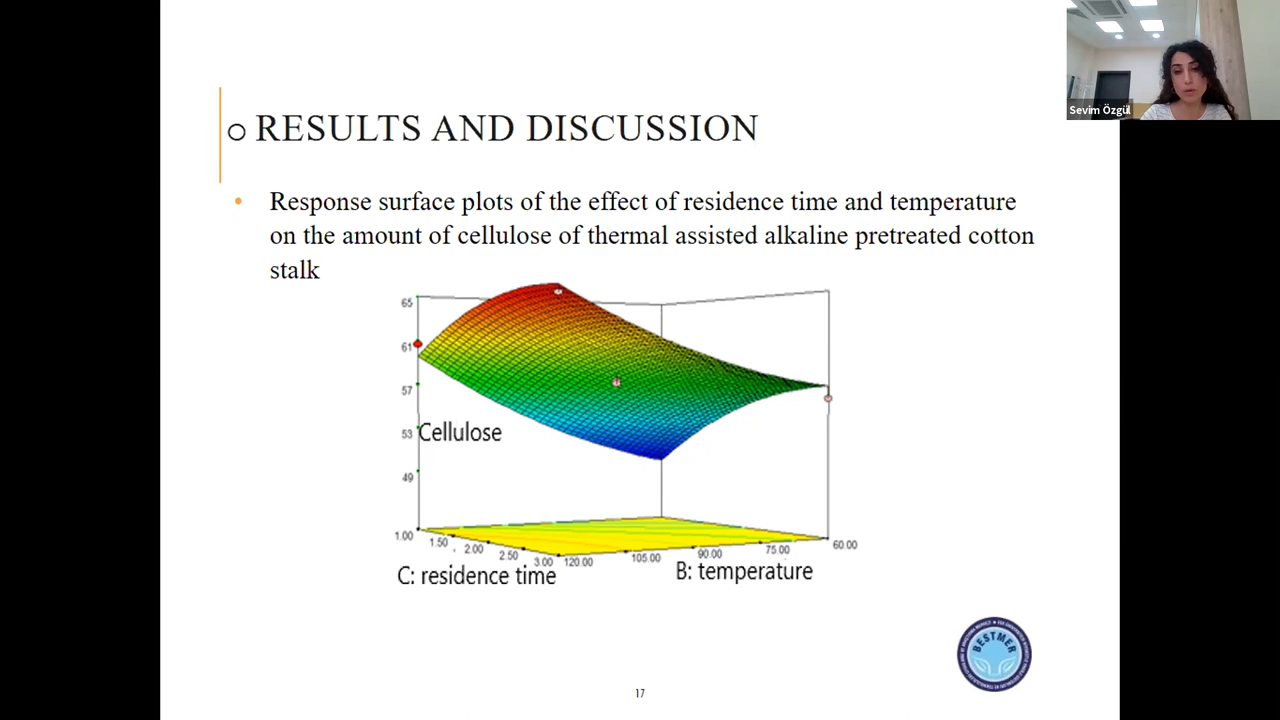 Sevim Özgül
o RESULTS AND DISCUSSION
• Response surface plots of the effect of residence time and temperature
on the amount of cellulose of thermal assisted alkaline pretreated cotton
stalk
65
61
57
53
Cellulose
49
1.00
1.50
2.00
2.50
3.00
120.00
105.00
90.00
75.00
60.00
C: residence time
B: temperature
BESTMER
17